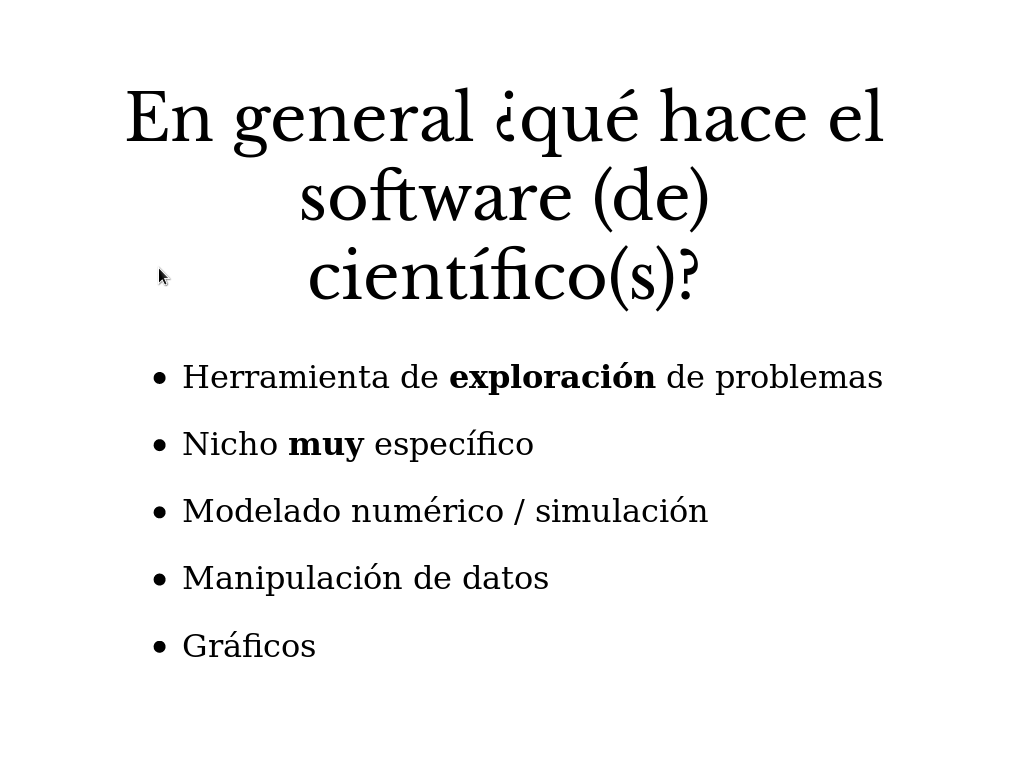 En general ¿qué hace el
software (de)
científico(s)?
• Herramienta de exploración de problemas
• Nicho muy específico
• Modelado numérico / simulación
• Manipulación de datos
• Gráficos